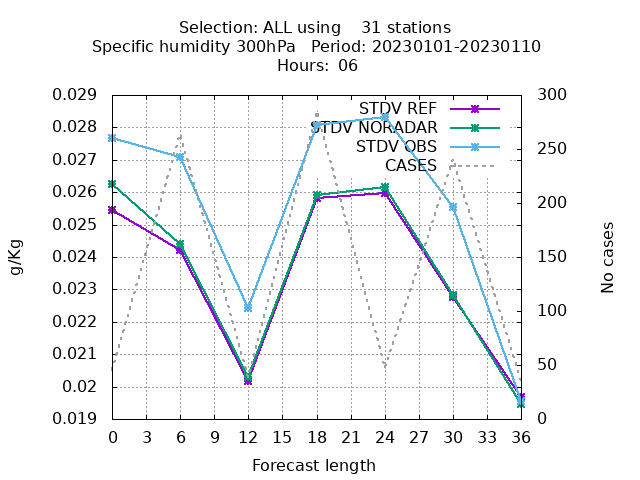 Selection: ALL using    31 stations
Specific humidity 300hPa   Period: 20230101-20230110
Hours: 06
STDV REF
STDV NORADAR
STDV OBS
CASES
0.029
0.028
0.027
0.026
0.025
0.024
0.023
0.022
0.021
0.02
0.019
300
250
200
150
100
50
0
g/Kg
No cases
0 3 6 9 12 15 18 21 24 27 30 33 36
Forecast length